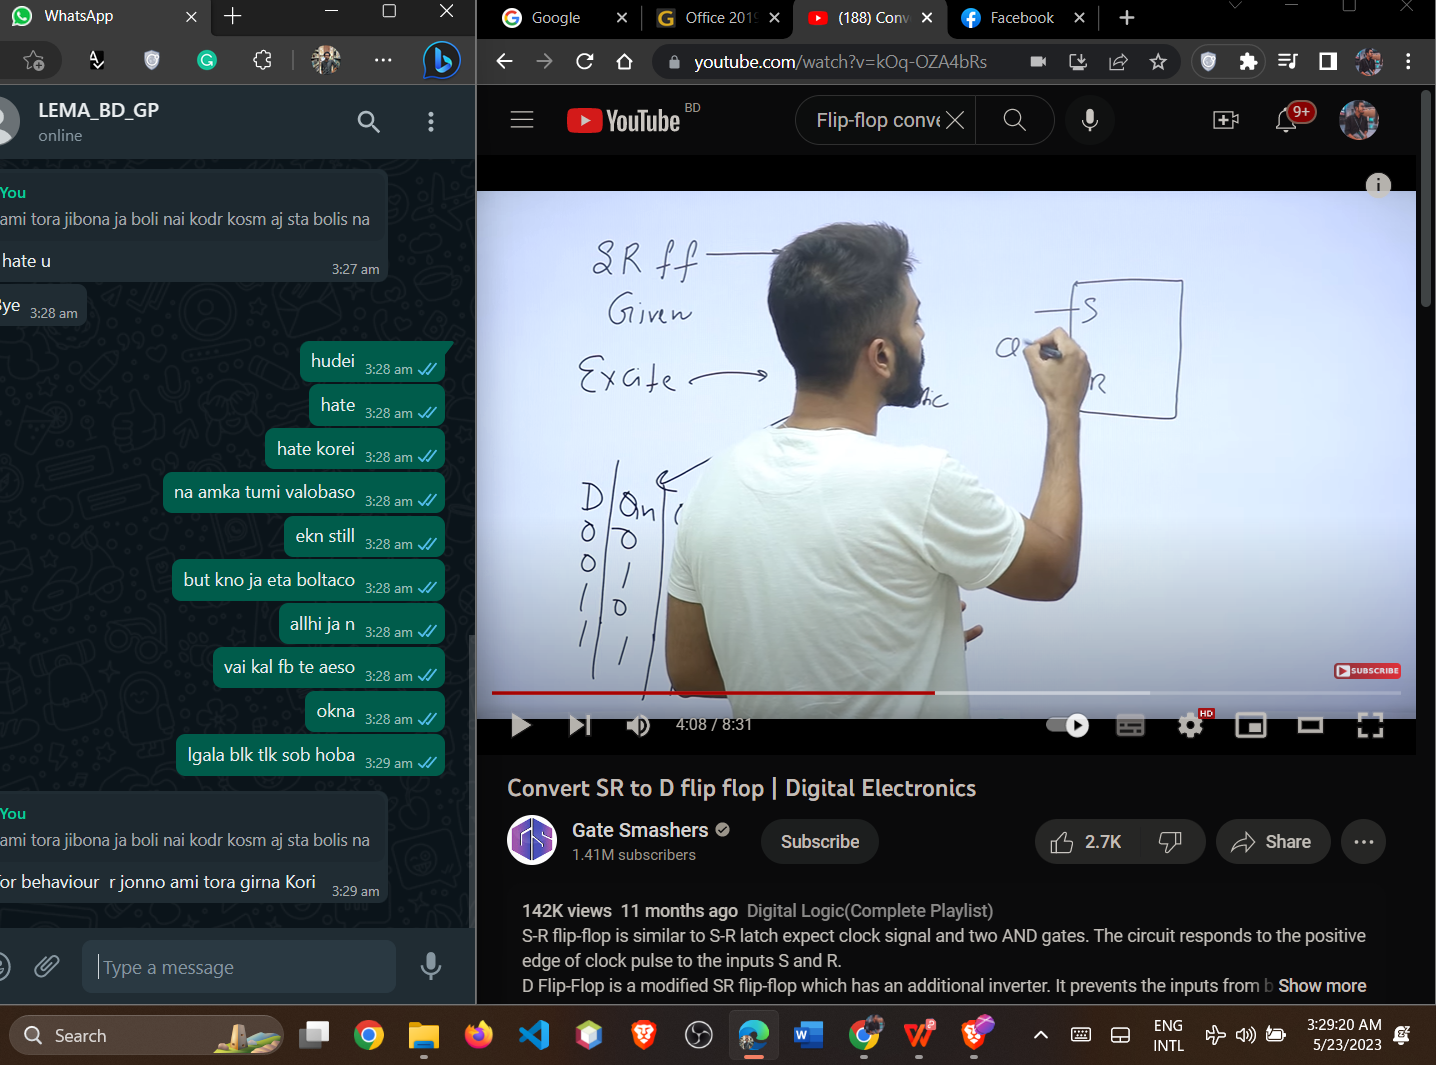 WhatsApp
LEMA_BD_GP
online
You
ami tora jibona ja boli nai kodr kosm aj sta bolis na
hate u
3:27 am
3:28 am
hudei 3:28 am
hate 3:28 am
hate korei 3:28 am
na amka tumi valobaso 3:28 am
ekn still 3:28 am
but kno ja eta boltaco 3:28 am
allhi ja n 3:28 am
vai kal fb te aeso 3:28 am
okna 3:28 am
lgala blk tlk sob hoba 3:29 am
You
ami tora jibona ja boli nai kodr kosm aj sta bolis na
or behaviour r jonno ami tora girna Kori
3:29 am
Type a message
Google
Office 2019
(188) Conv
Facebook
youtube.com/watch?v=kOq-OZA4bRs
YouTube BD
Flip-flop conve
9+
SR ff
Given
Excite
S
R
D Qn
0 0
0 1
1 0
1 1
SUBSCRIBE
4:08 / 8:31
HD
Convert SR to D flip flop | Digital Electronics
Gate Smashers
1.41M subscribers
Subscribe
2.7K
Share
142K views 11 months ago Digital Logic(Complete Playlist)
S-R flip-flop is similar to S-R latch expect clock signal and two AND gates. The circuit responds to the positive
edge of clock pulse to the inputs S and R.
D Flip-Flop is a modified SR flip-flop which has an additional inverter. It prevents the inputs from b Show more
Search
ENG
INTL
3:29:20 AM
5/23/2023